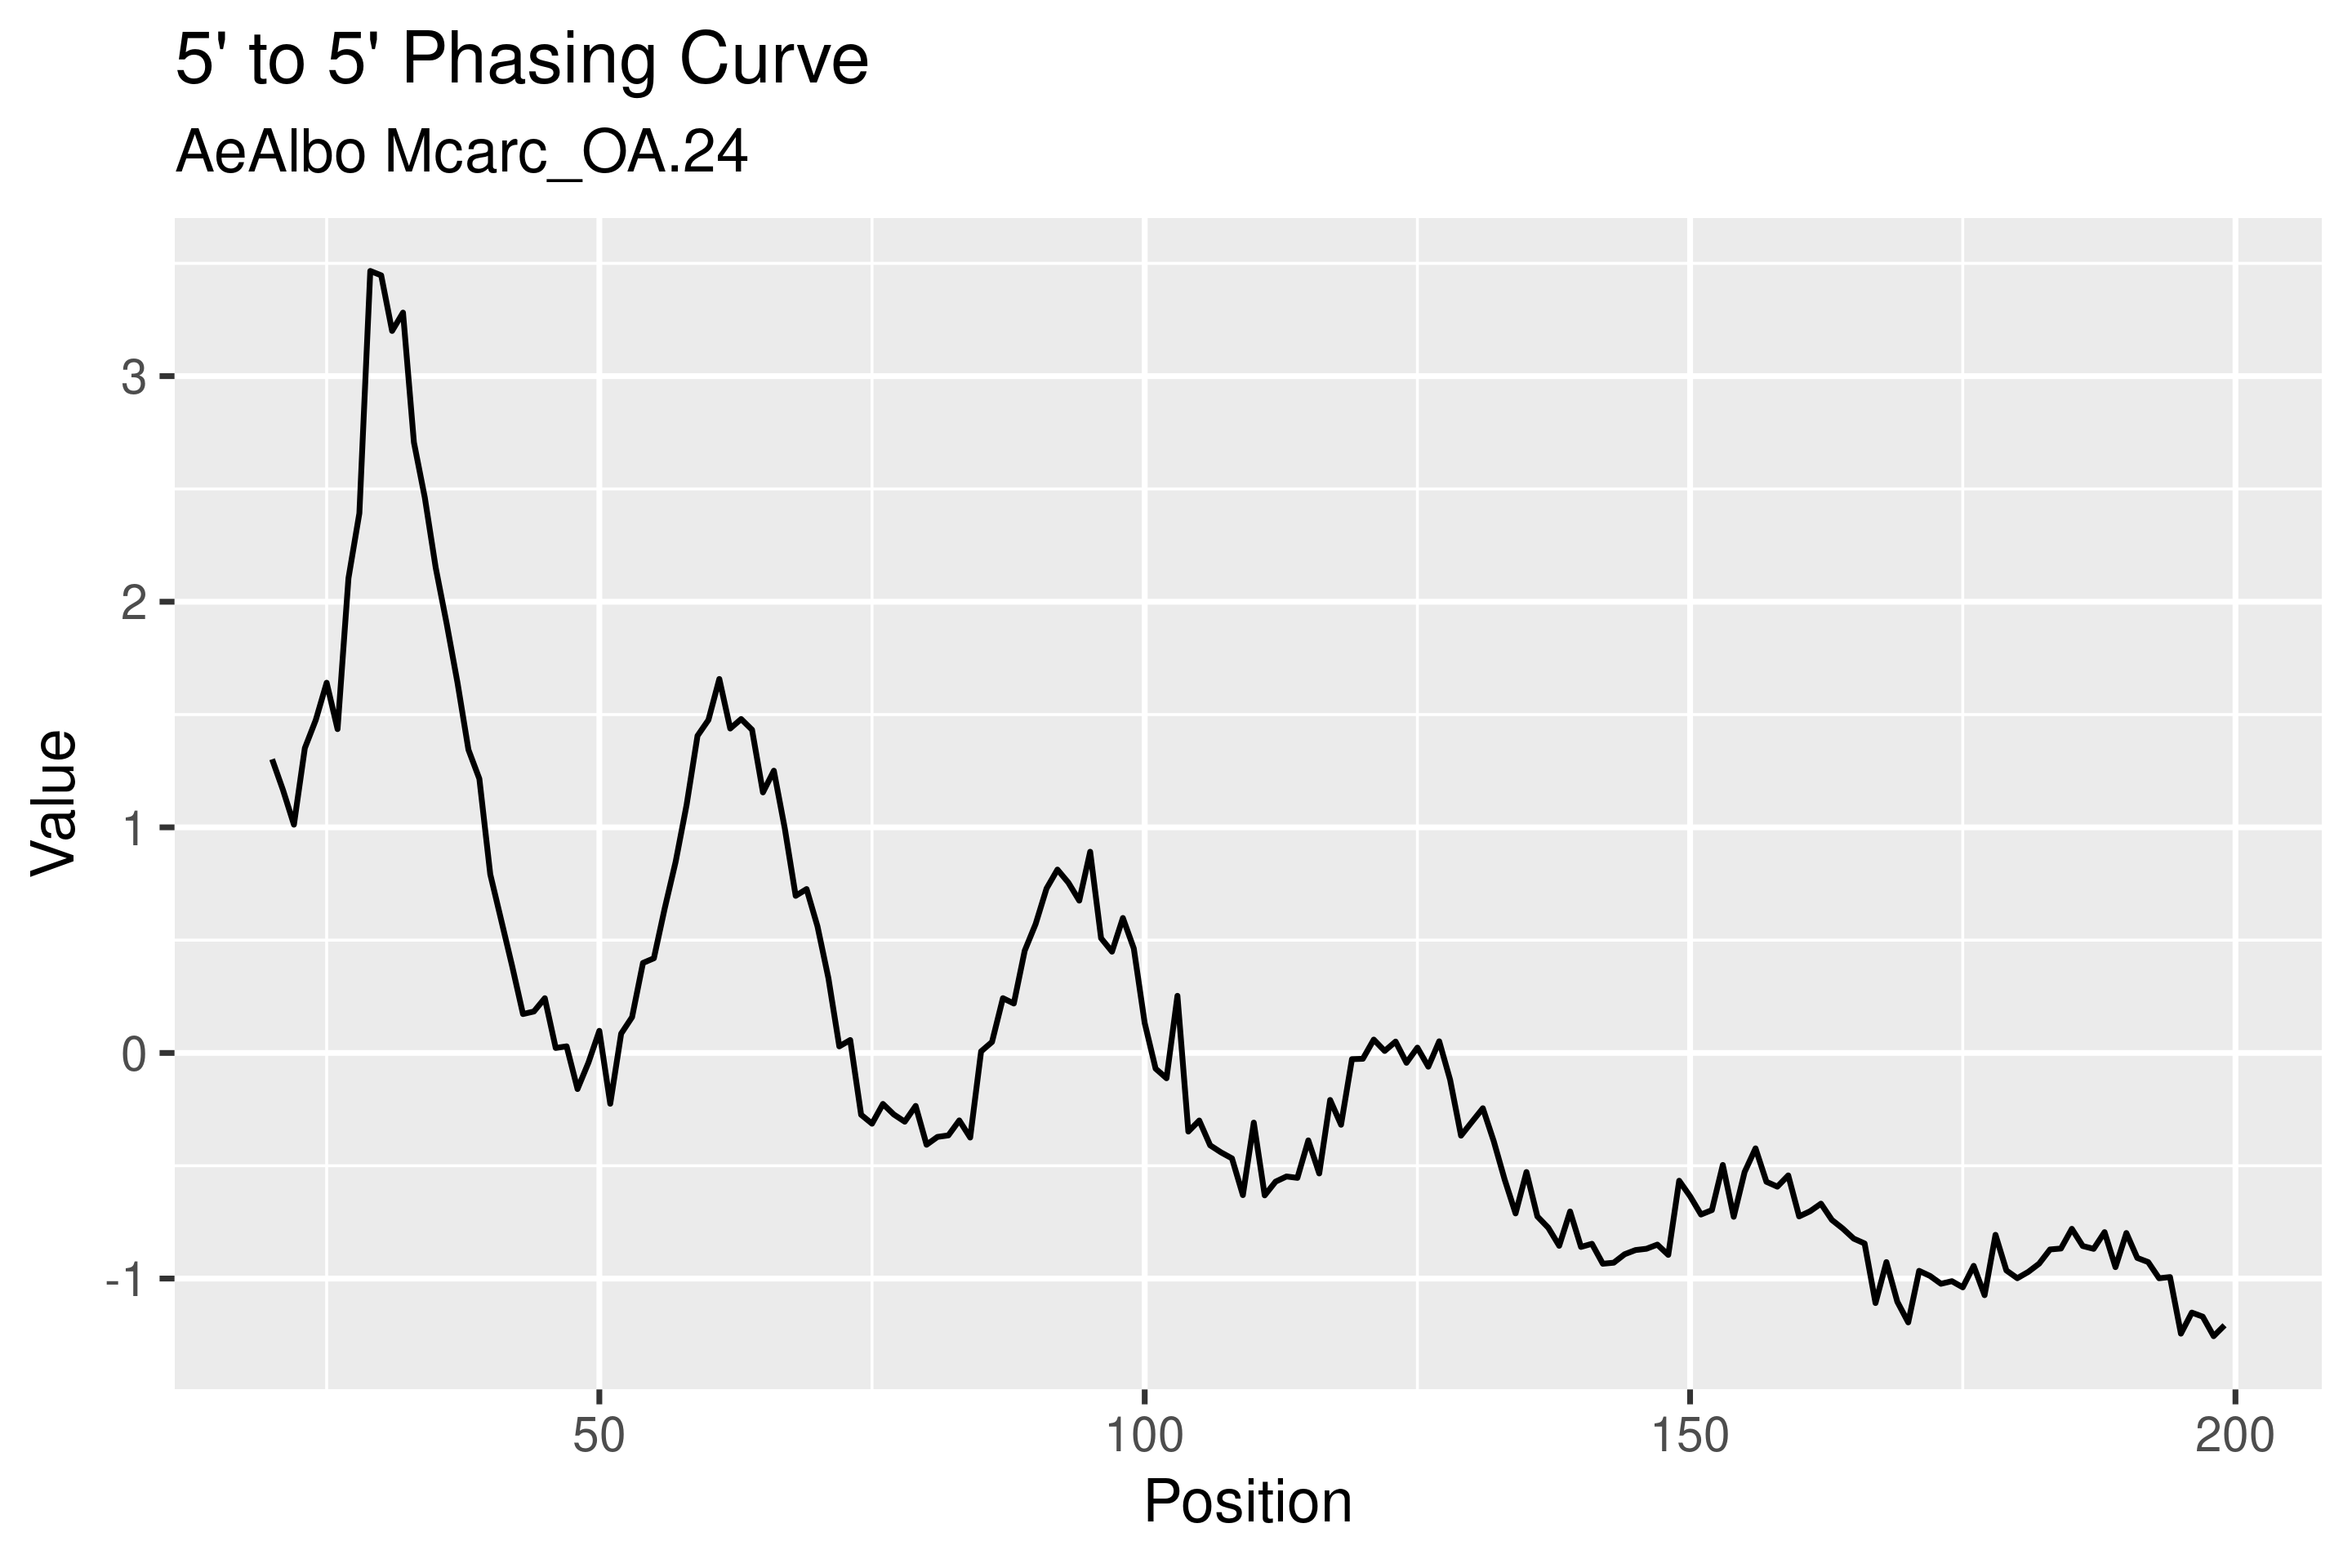 5' to 5' Phasing Curve
AeAlbo Mcarc_OA.24
3
2
1
0
-1
Value
50 100 150 200
Position